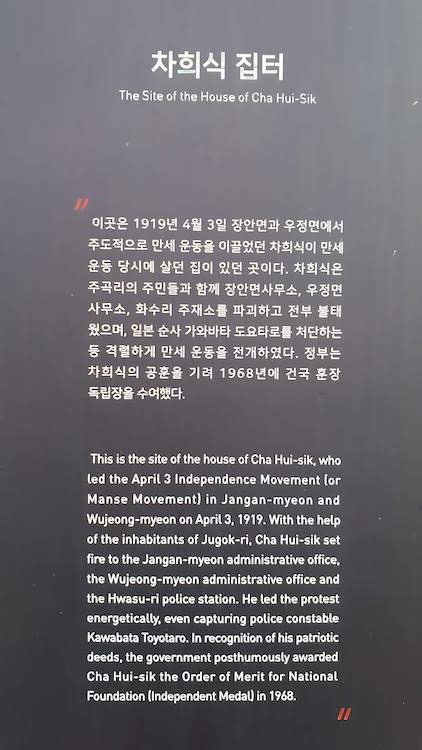 차희식 집터
The Site of the House of Cha Hui-Sik
"
이곳은 1919년 4월 3일 장안면과 우정면에서
주도적으로 만세 운동을 이끌었던 차희식이 만세
운동 당시에 살던 집이 있던 곳이다. 차희식은
주곡리의 주민들과 함께 장안면사무소, 우정면
사무소, 화수리 주재소를 파괴하고 전부 불태
웠으며, 일본 순사 가와바타 도요타로를 처단하는
등 격렬하게 만세 운동을 전개하였다. 정부는
차희식의 공훈을 기려 1968년에 건국 훈장
독립장을 수여했다.
This is the site of the house of Cha Hui-sik, who
led the April 3 Independence Movement (or
Manse Movement) in Jangan-myeon and
Wujeong-myeon on April 3, 1919. With the help
of the inhabitants of Jugok-ri, Cha Hui-sik set
fire to the Jangan-myeon administrative office,
the Wujeong-myeon administrative office and
the Hwasu-ri police station. He led the protest
energetically, even capturing police constable
Kawabata Toyotaro. In recognition of his patriotic
deeds, the government posthumously awarded
Cha Hui-sik the Order of Merit for National
Foundation (Independent Medal) in 1968.
"